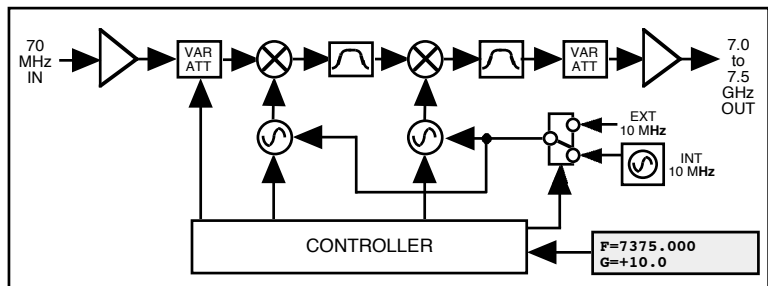 70
MHz
IN
VAR
ATT
VAR
ATT
7.0
to
7.5
GHz
OUT
EXT
10 MHz
INT
10 MHz
CONTROLLER
F=7375.000
G=+10.0